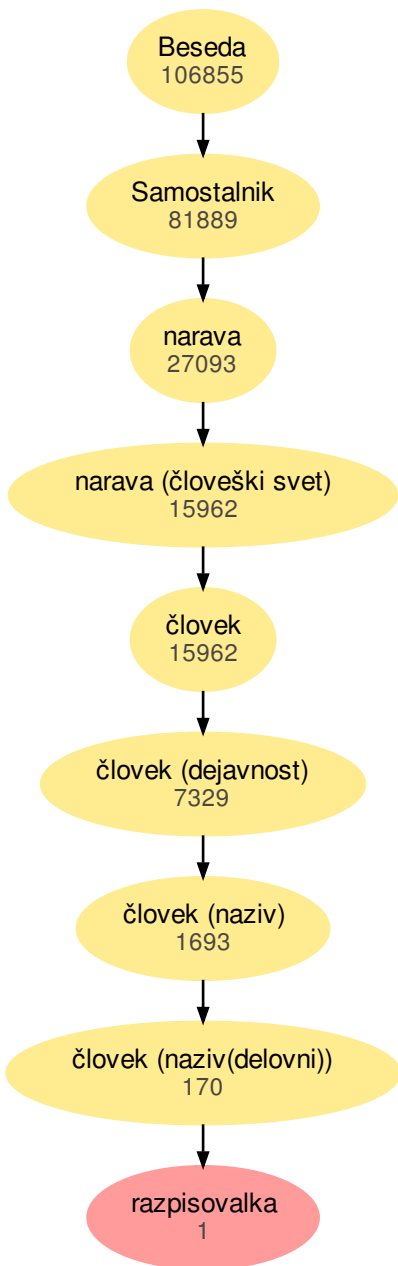 Beseda
106855
Samostalnik
81889
narava
27093
narava (človeški svet)
15962
človek
15962
človek (dejavnost)
7329
človek (naziv)
1693
človek (naziv(delovni))
170
razpisovalka
1